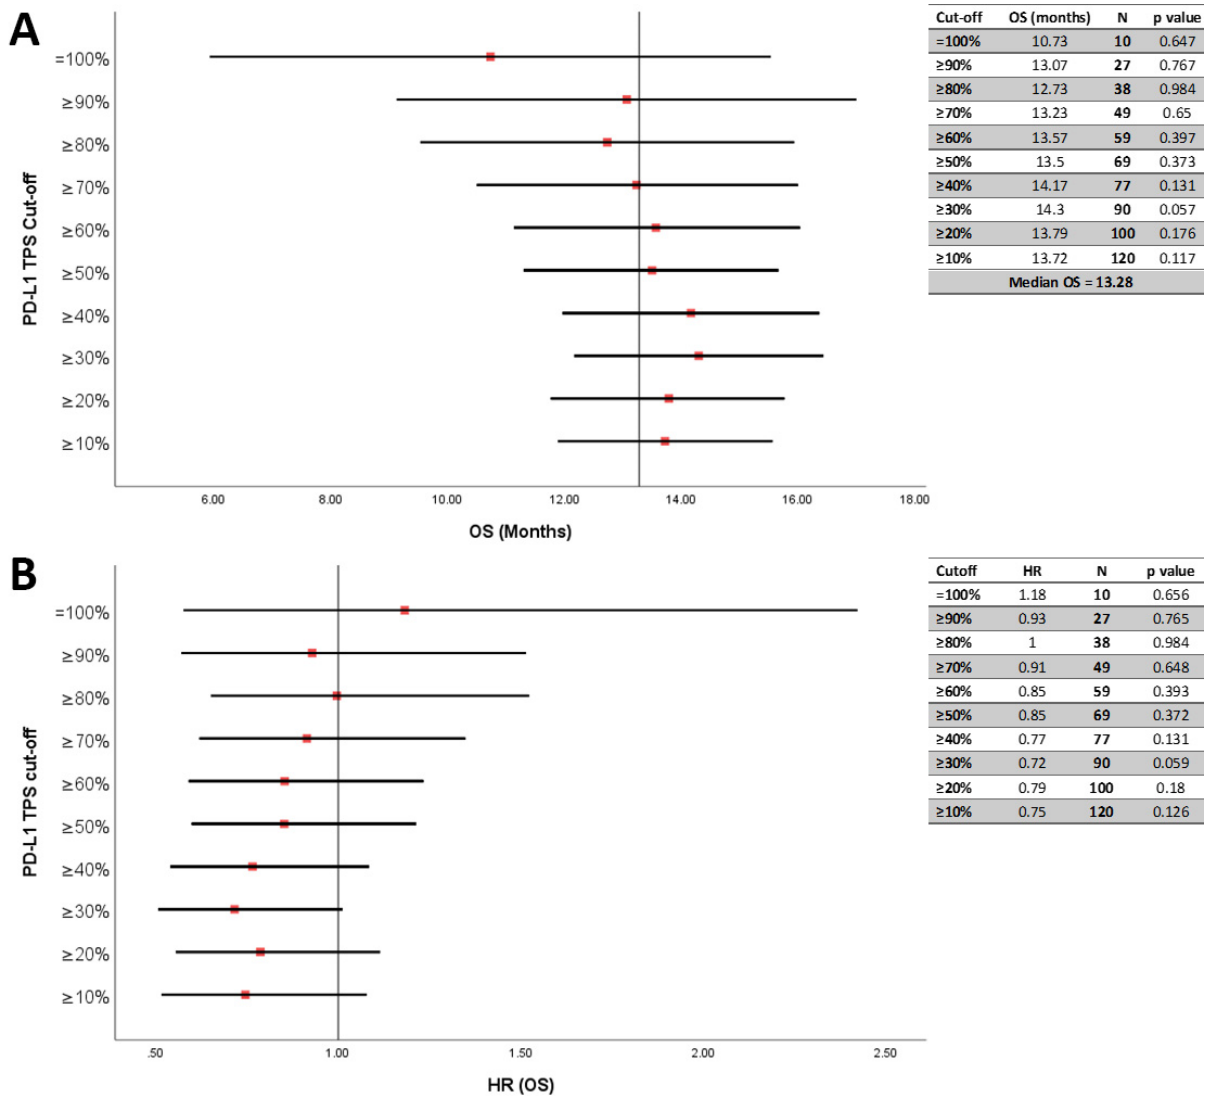 A
PD-L1 TPS Cut-off
=100%
≥90%
≥80%
≥70%
≥60%
≥50%
≥40%
≥30%
≥20%
≥10%
6.00 8.00 10.00 12.00 14.00 16.00 18.00
OS (Months)
Cut-off OS (months) N p value
=100% 10.73 10 0.647
≥90% 13.07 27 0.767
≥80% 12.73 38 0.984
≥70% 13.23 49 0.65
≥60% 13.57 59 0.397
≥50% 13.5 69 0.373
≥40% 14.17 77 0.131
≥30% 14.3 90 0.057
≥20% 13.79 100 0.176
≥10% 13.72 120 0.117
Median OS = 13.28
B
PD-L1 TPS cut-off
=100%
≥90%
≥80%
≥70%
≥60%
≥50%
≥40%
≥30%
≥20%
≥10%
.50 1.00 1.50 2.00 2.50
HR (OS)
Cutoff HR N p value
=100% 1.18 10 0.656
≥90% 0.93 27 0.765
≥80% 1 38 0.984
≥70% 0.91 49 0.648
≥60% 0.85 59 0.393
≥50% 0.85 69 0.372
≥40% 0.77 77 0.131
≥30% 0.72 90 0.059
≥20% 0.79 100 0.18
≥10% 0.75 120 0.126